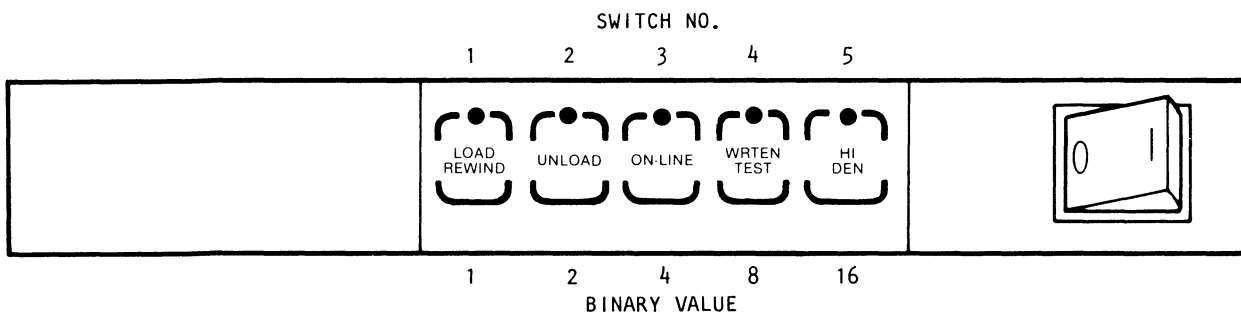 SWITCH NO.
1 2 3 4 5
LOAD REWIND
UNLOAD
ON-LINE
WRTEN TEST
HI DEN
1 2 4 8 16
BINARY VALUE